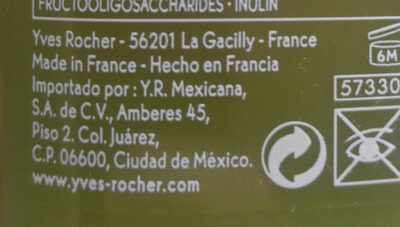 FRUCTOOLIGOSACCHARIDES · INULIN
Yves Rocher - 56201 La Gacilly - France
Made in France - Hecho en Francia
Importado por : Y.R. Mexicana,
S.A. de C.V., Amberes 45,
Piso 2. Col. Juárez,
C.P. 06600, Ciudad de México.
www.yves-rocher.com
6M
57330